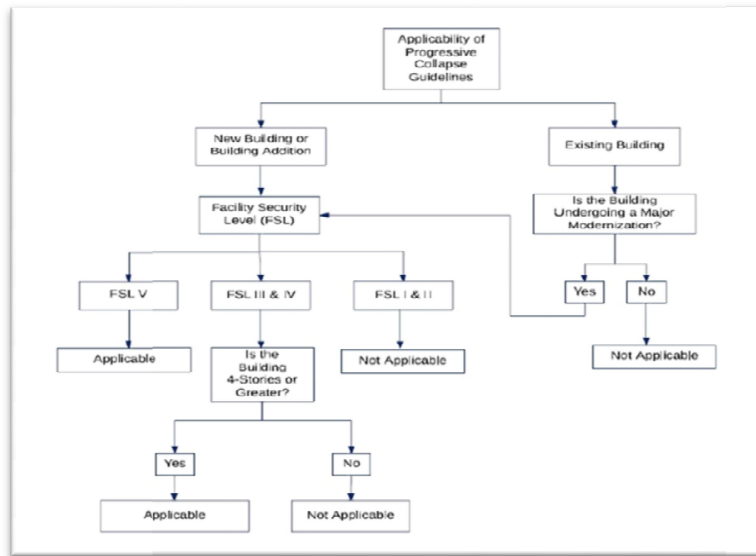 Applicability of
Progressive
Collapse
Guidelines
New Building or
Building Addition
Existing Building
Facility Security
Level (FSL)
Is the Building
Undergoing a Major
Modernization?
FSL V
FSL III & IV
FSL I & II
Yes
No
Applicable
Is the
Building
4-Stories or
Greater?
Not Applicable
Not Applicable
Yes
No
Applicable
Not Applicable